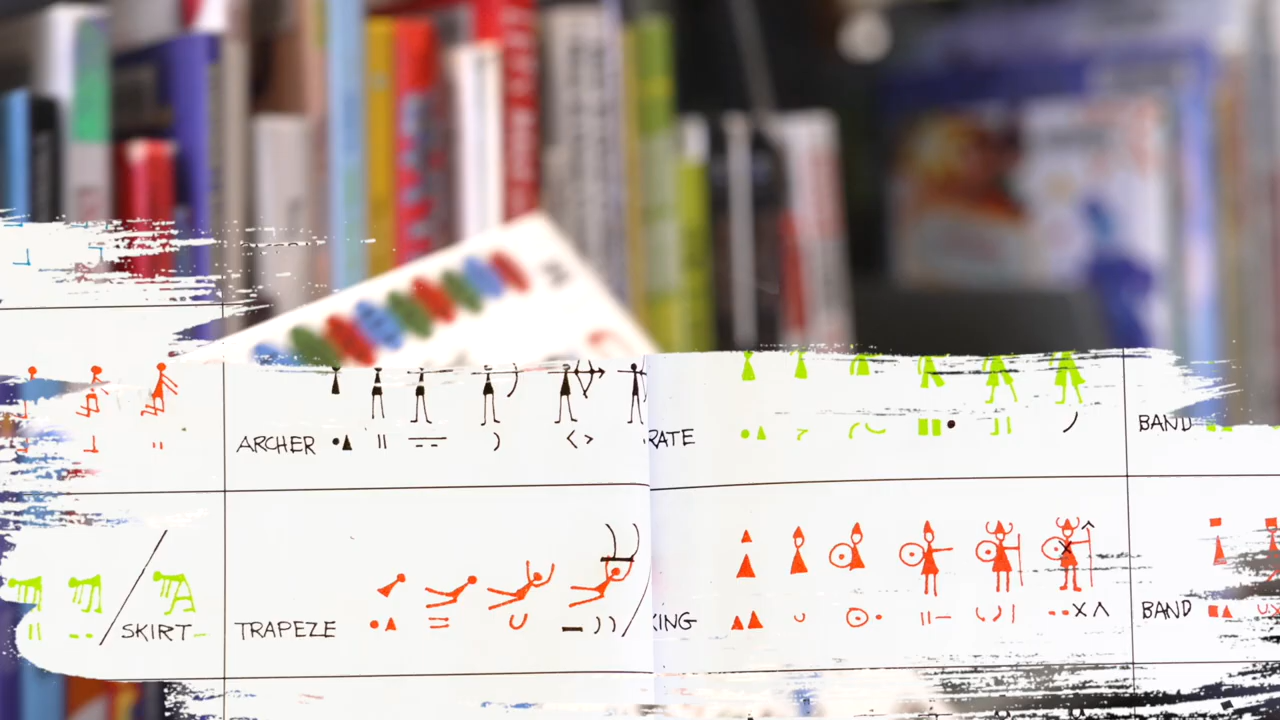 ARCHER
RATE
BAND
SKIRT
TRAPEZE
KING
BAND